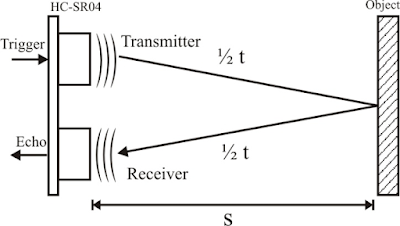 HC-SR04
Object
Trigger
Transmitter
½ t
Echo
½ t
Receiver
S